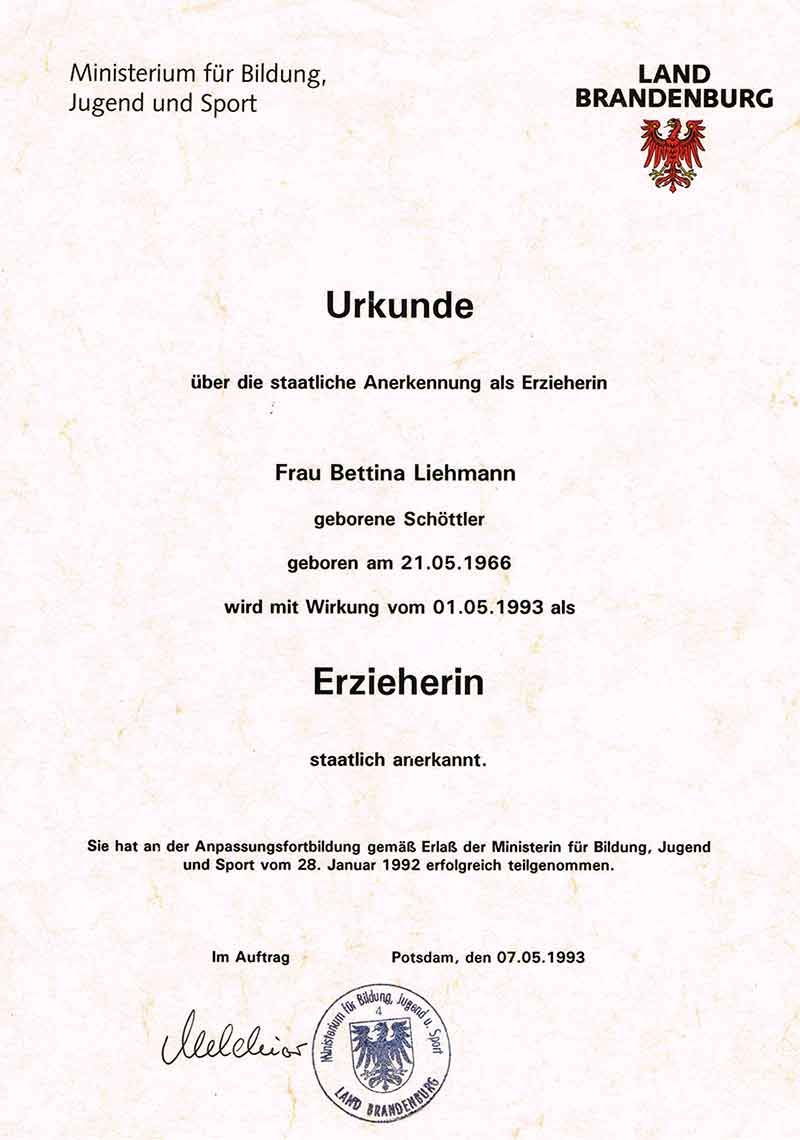 Ministerium für Bildung,
Jugend und Sport
LAND
BRANDENBURG
Urkunde
über die staatliche Anerkennung als Erzieherin
Frau Bettina Liehmann
geborene Schöttler
geboren am 21.05.1966
wird mit Wirkung vom 01.05.1993 als
Erzieherin
staatlich anerkannt.
Sie hat an der Anpassungsfortbildung gemäß Erlaß der Ministerin für Bildung, Jugend
und Sport vom 28. Januar 1992 erfolgreich teilgenommen.
Im Auftrag
Potsdam, den 07.05.1993
Melchior
Ministerium für Bildung, Jugend u. Sport
4
LAND BRANDENBURG